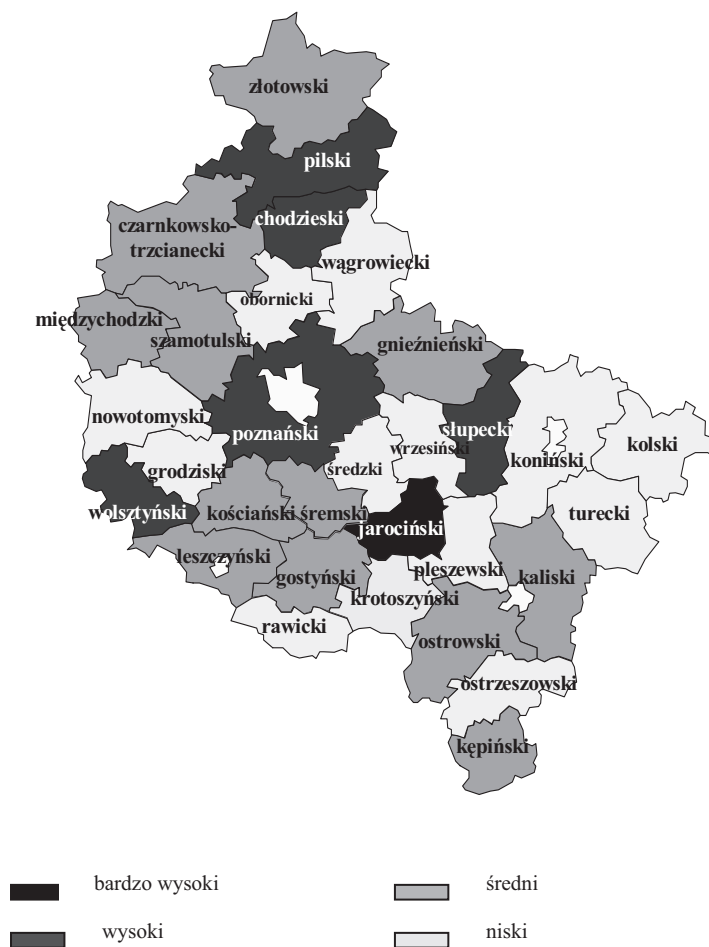 złotowski
pilski
chodzieski
czarnkowsko-
trzcianecki
wągrowiecki
obornicki
międzychodzki
szamotulski
gnieźnieński
nowotomyski
poznański
słupecki
wrzesiński
koniński
kolski
grodziski
średzki
wolsztyński
kościański
śremski
jarociński
turecki
leszczyński
gostyński
pleszewski
kaliski
krotoszyński
rawicki
ostrowski
ostrzeszowski
kępiński
bardzo wysoki
średni
wysoki
niski